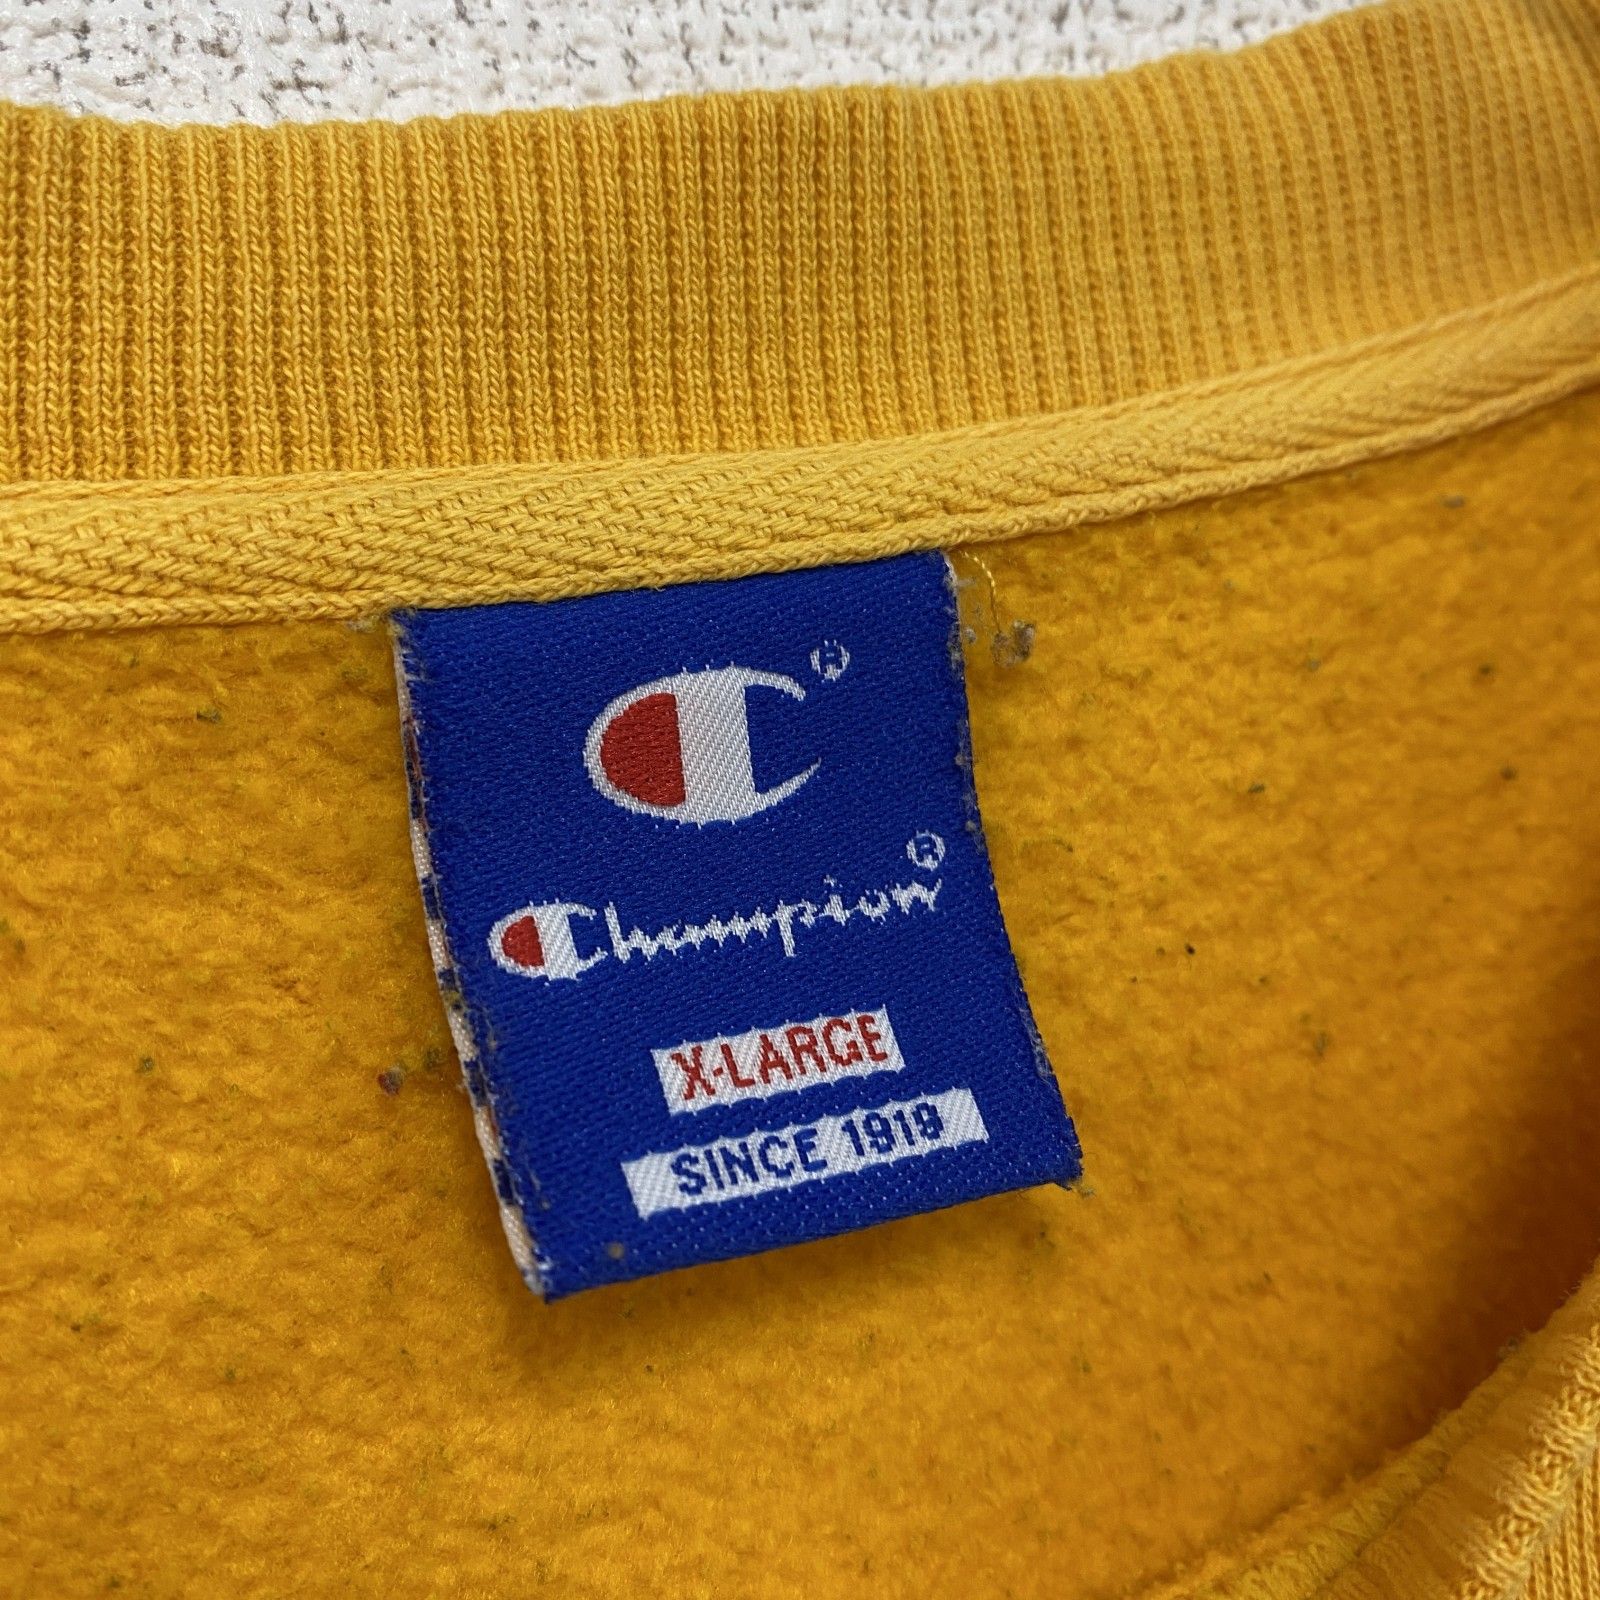 ®
Champion®
X-LARGE
SINCE 1919